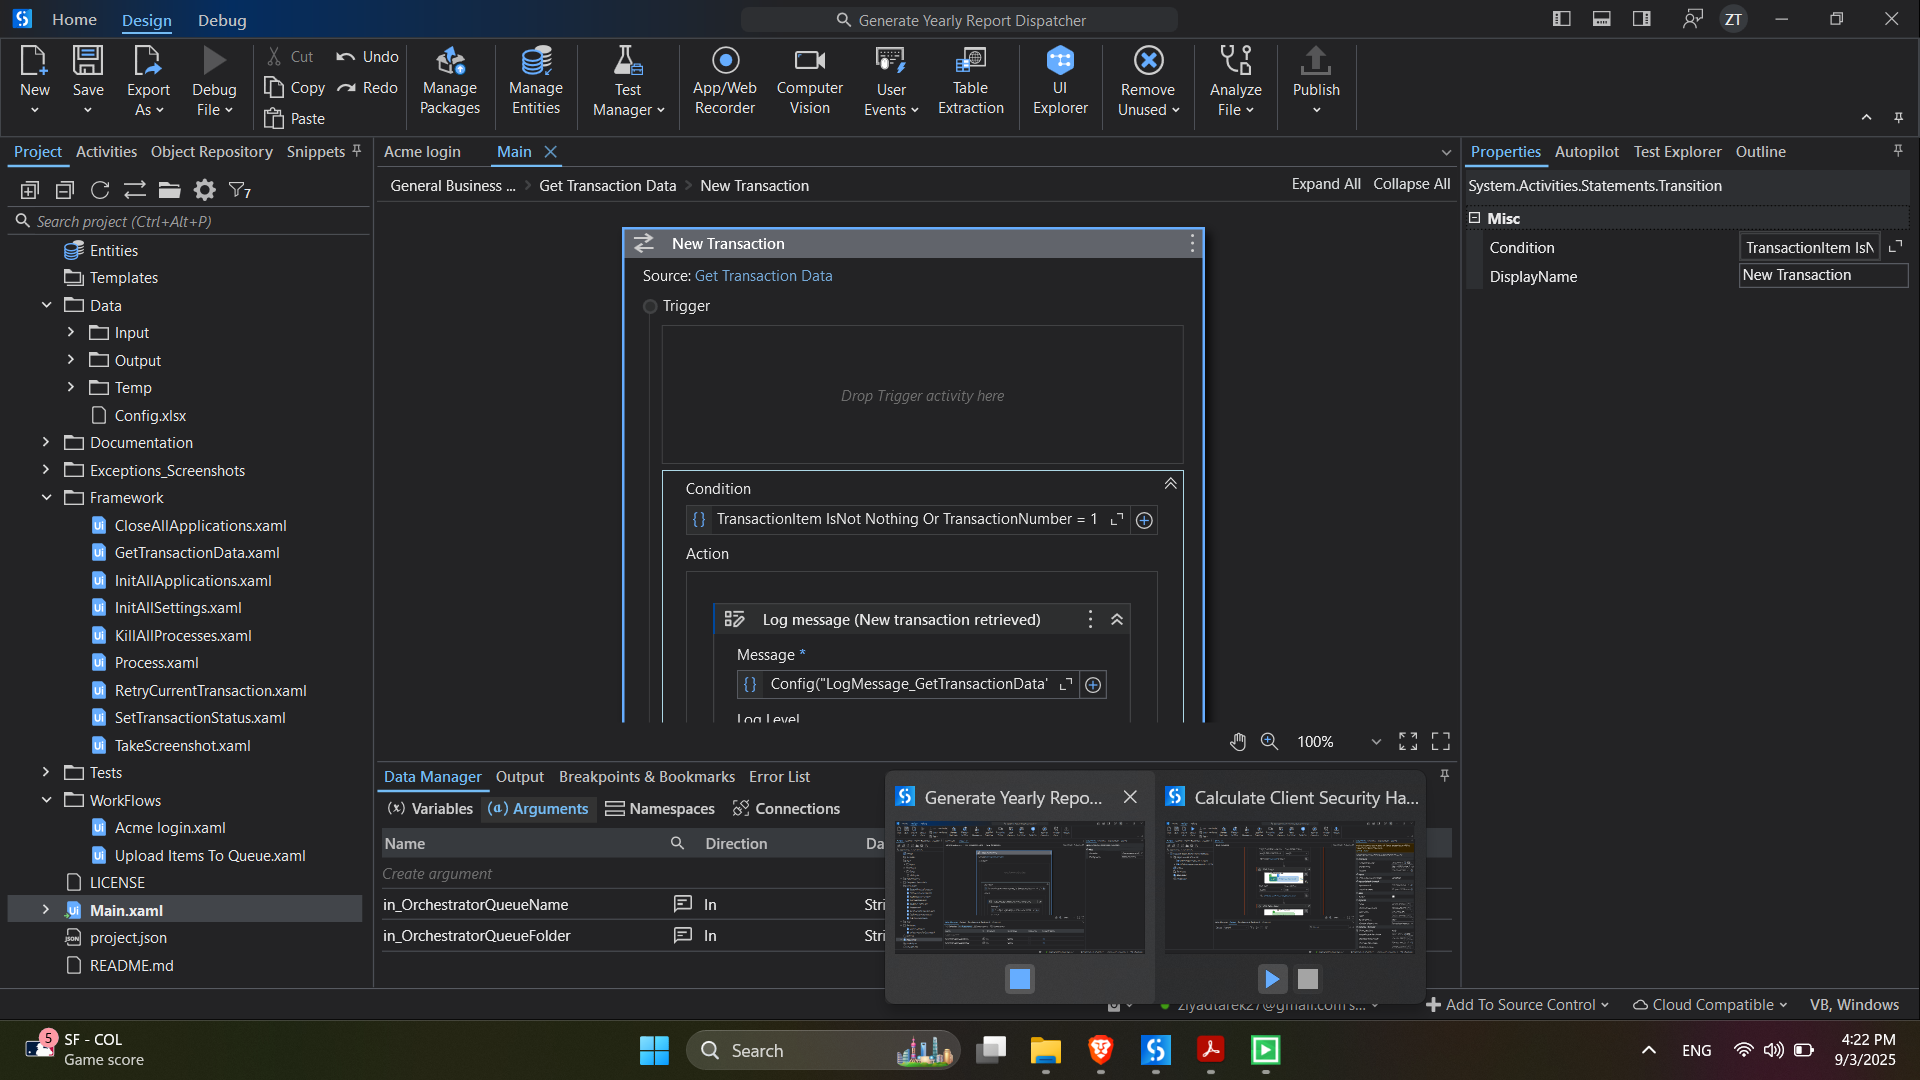 Home Design Debug
Generate Yearly Report Dispatcher
ZT
New
Save
Export As
Debug File
Cut
Copy
Paste
Undo
Redo
Manage Packages
Manage Entities
Test Manager
App/Web Recorder
Computer Vision
User Events
Table Extraction
UI Explorer
Remove Unused
Analyze File
Publish
Project Activities Object Repository Snippets
7
Search project (Ctrl+Alt+P)
Entities
Templates
Data
Input
Output
Temp
Config.xlsx
Documentation
Exceptions_Screenshots
Framework
CloseAllApplications.xaml
GetTransactionData.xaml
InitAllApplications.xaml
InitAllSettings.xaml
KillAllProcesses.xaml
Process.xaml
RetryCurrentTransaction.xaml
SetTransactionStatus.xaml
TakeScreenshot.xaml
Tests
WorkFlows
Acme login.xaml
Upload Items To Queue.xaml
LICENSE
Main.xaml
project.json
README.md
Acme login Main
General Business ... Get Transaction Data New Transaction
Expand All Collapse All
New Transaction
Source: Get Transaction Data
Trigger
Drop Trigger activity here
Condition
TransactionItem IsNot Nothing Or TransactionNumber = 1
Action
Log message (New transaction retrieved)
Message *
Config("LogMessage_GetTransactionData'
Log Level
100%
Data Manager Output Breakpoints & Bookmarks Error List
Variables Arguments Namespaces Connections
Name Direction Da
Create argument
in_OrchestratorQueueName In Stri
in_OrchestratorQueueFolder In Stri
Generate Yearly Repo...
Calculate Client Security Ha...
Properties Autopilot Test Explorer Outline
System.Activities.Statements.Transition
Misc
Condition TransactionItem IsN
DisplayName New Transaction
ziyadtarek27@gmail.com's...
Add To Source Control
Cloud Compatible
VB, Windows
5
SF - COL
Game score
Search
ENG
4:22 PM
9/3/2025